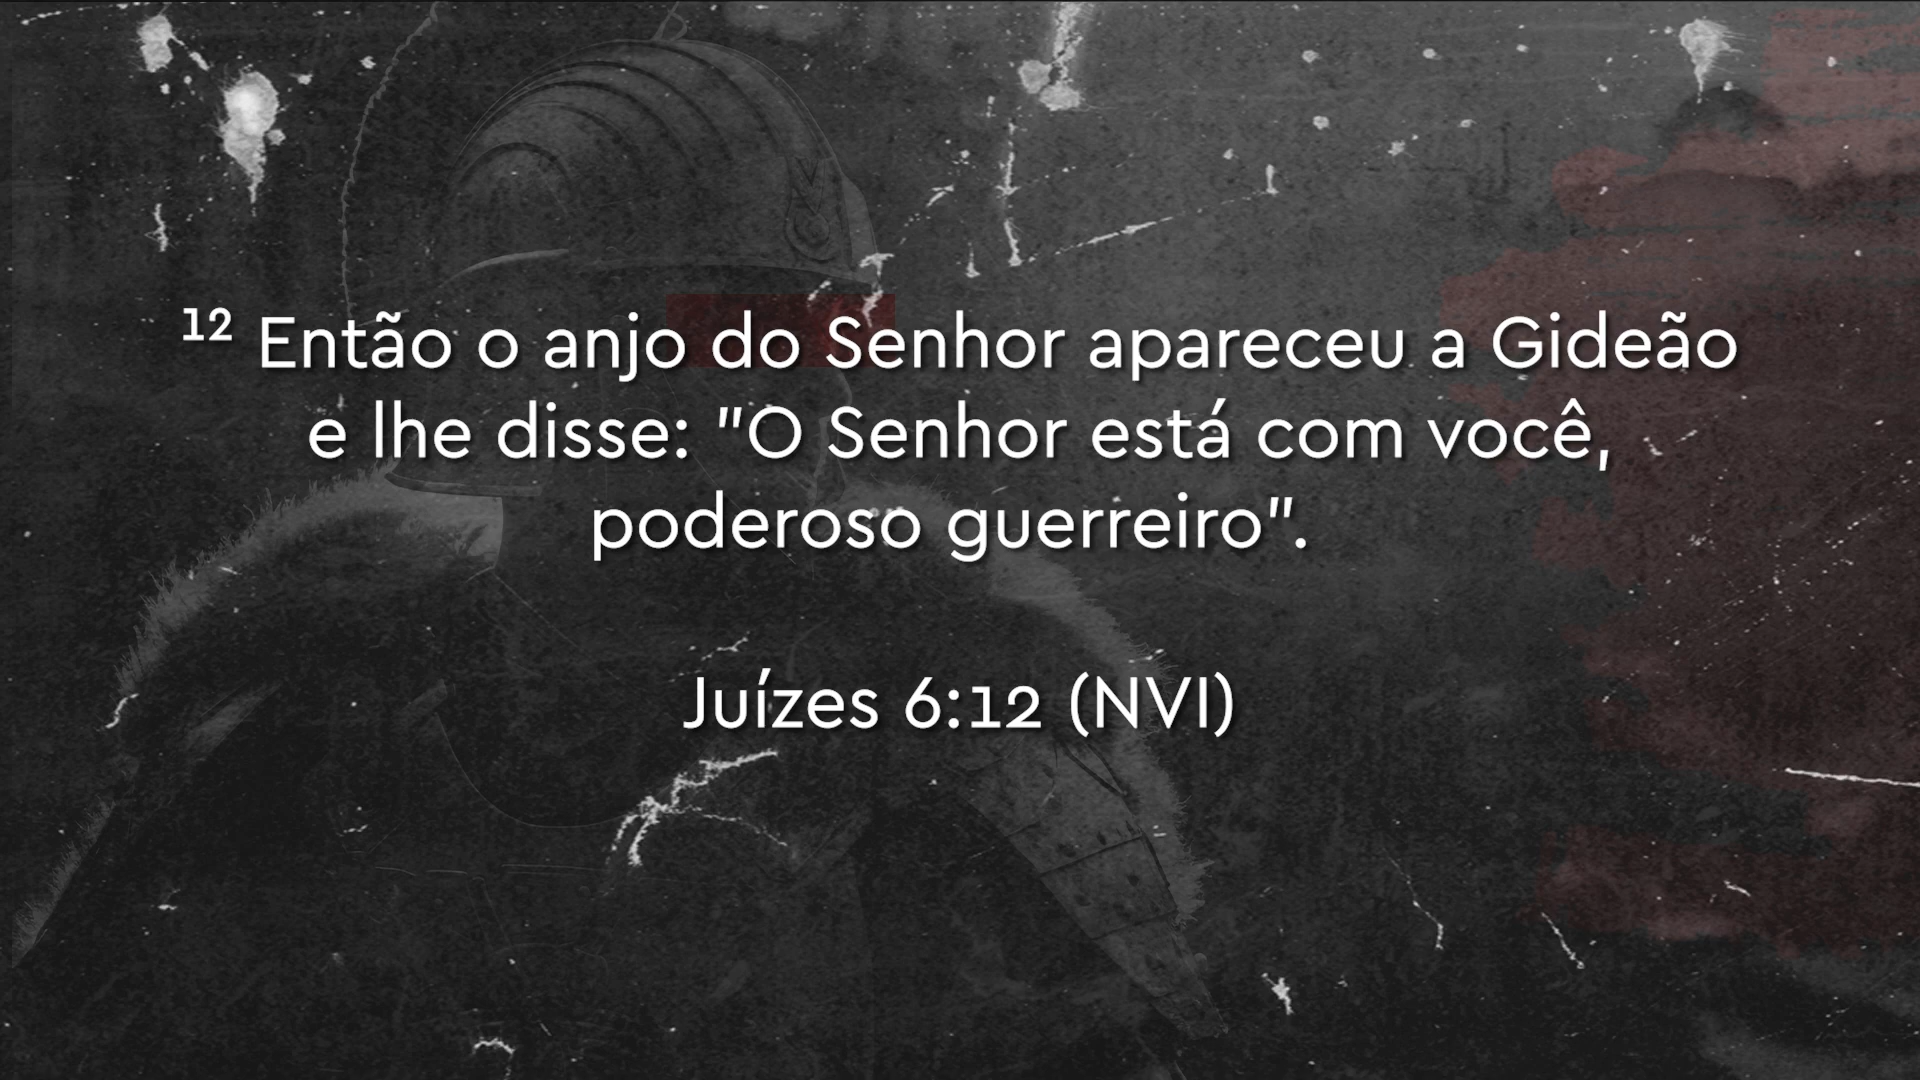 ¹² Então o anjo do Senhor apareceu a Gideão
e lhe disse: "O Senhor está com você,
poderoso guerreiro".
Juízes 6:12 (NVI)